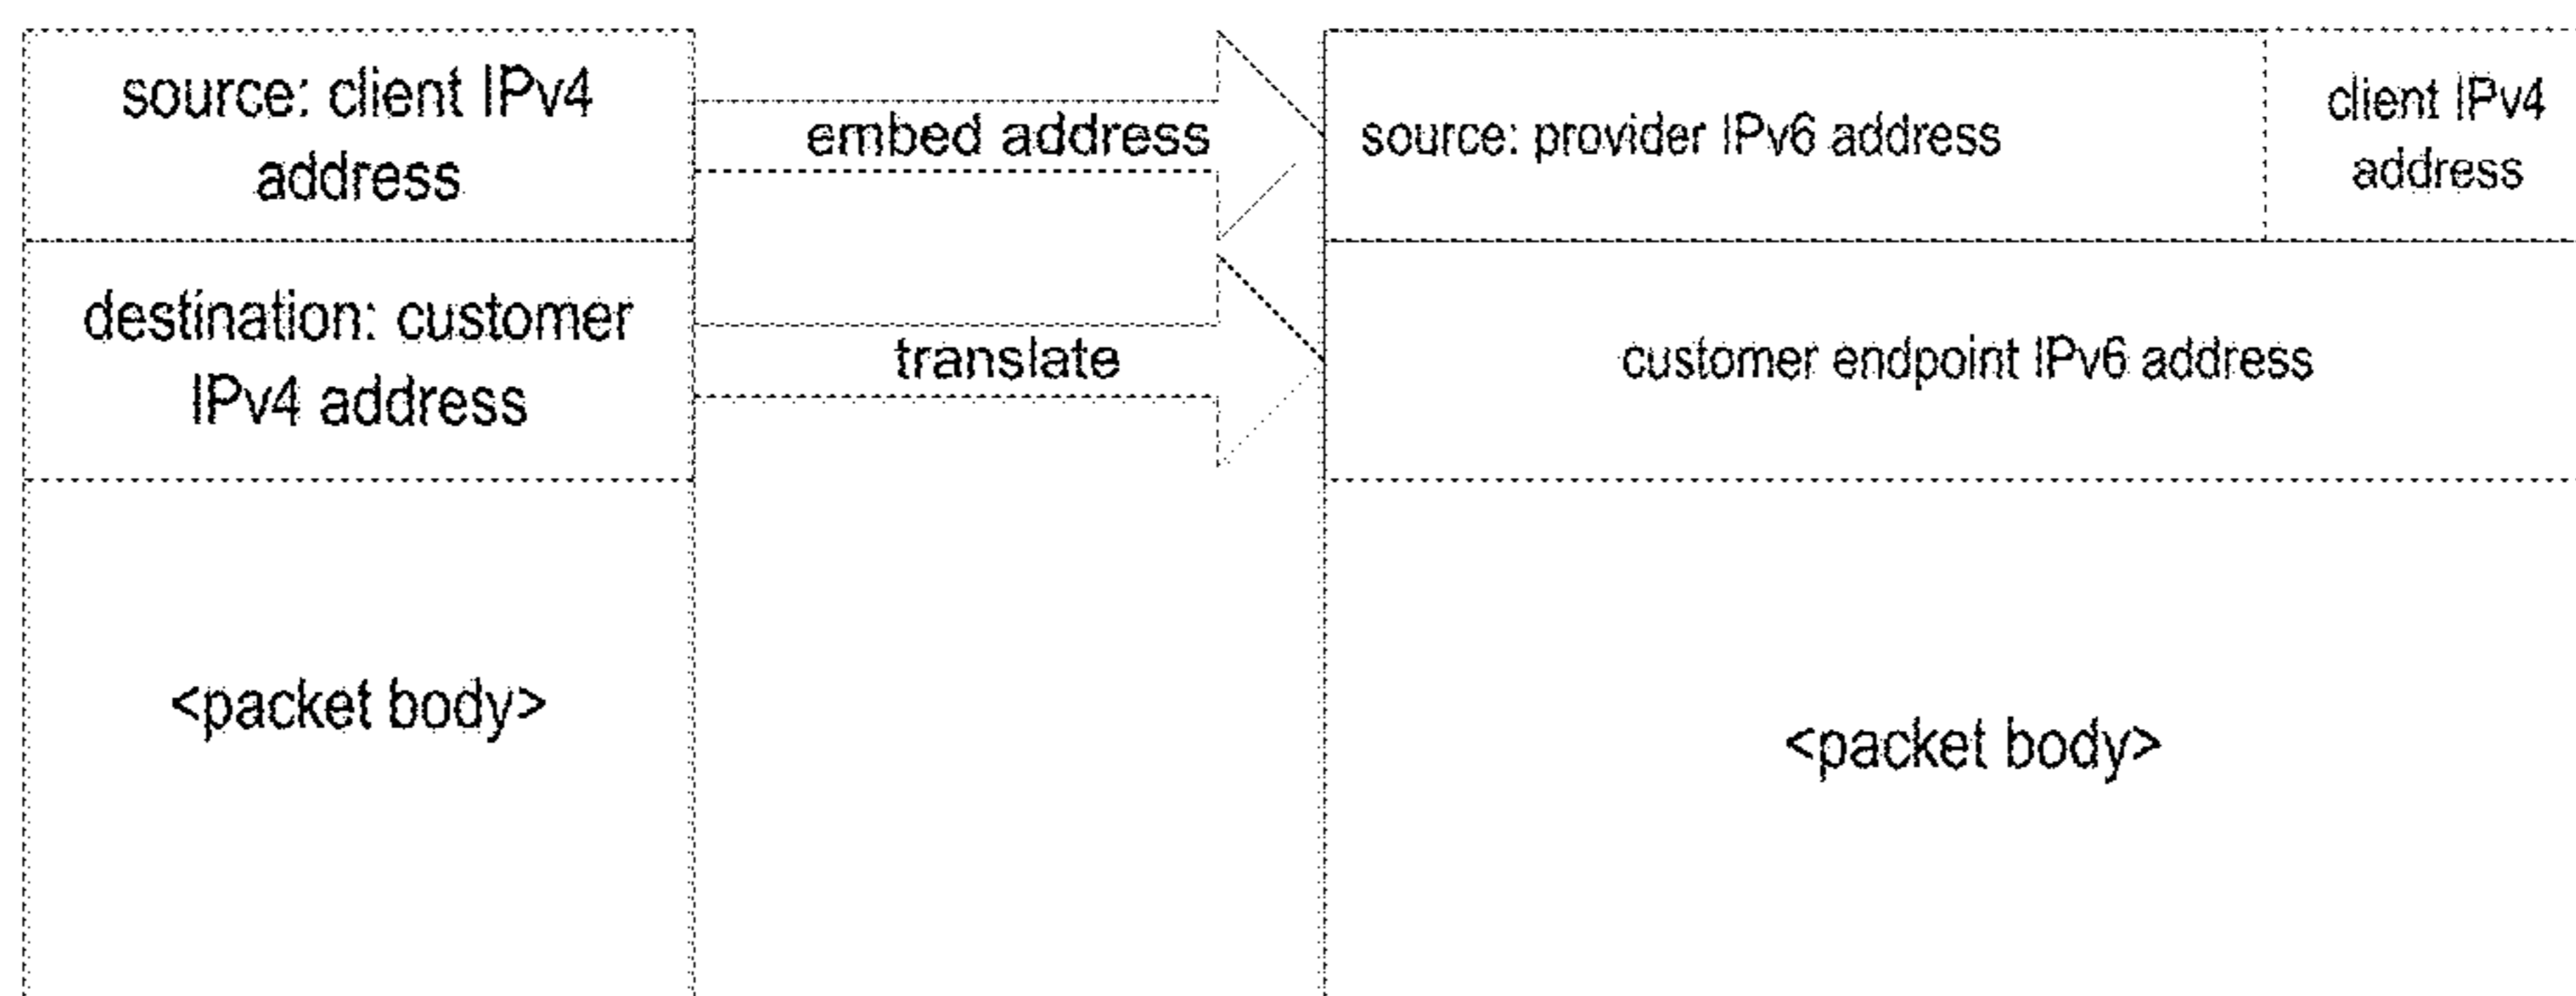 source: client IPv4
address
embed address
source: provider IPv6 address
client IPv4
address
destination: customer
IPv4 address
translate
customer endpoint IPv6 address
<packet body>
<packet body>